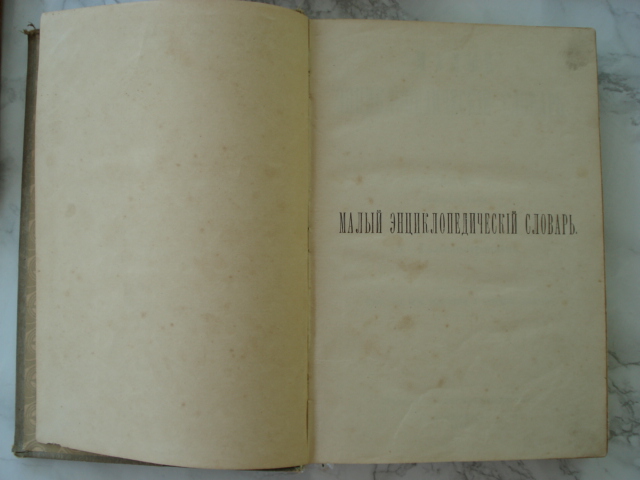 МАЛЫЙ ЭНЦИКЛОПЕДИЧЕСКІЙ СЛОВАРЬ.